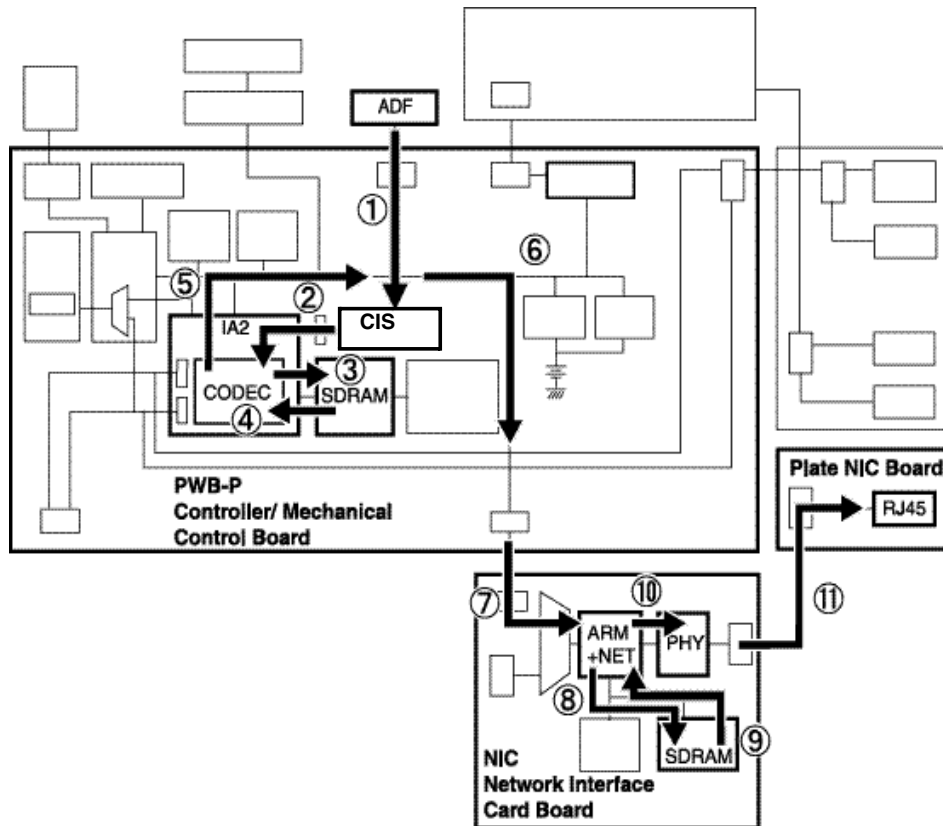 ADF
①
⑥
⑤
②
CIS
IA2
③
CODEC
SDRAM
④
PWB-P
Controller/ Mechanical
Control Board
Plate NIC Board
RJ45
⑦
⑩
⑪
ARM
+NET
PHY
⑧
⑨
SDRAM
NIC
Network Interface
Card Board